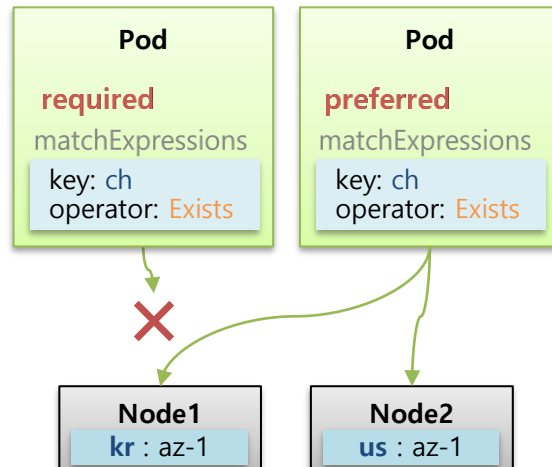 Pod
required
matchExpressions
key: ch
operator: Exists
Pod
preferred
matchExpressions
key: ch
operator: Exists
Node1
kr : az-1
Node2
us : az-1